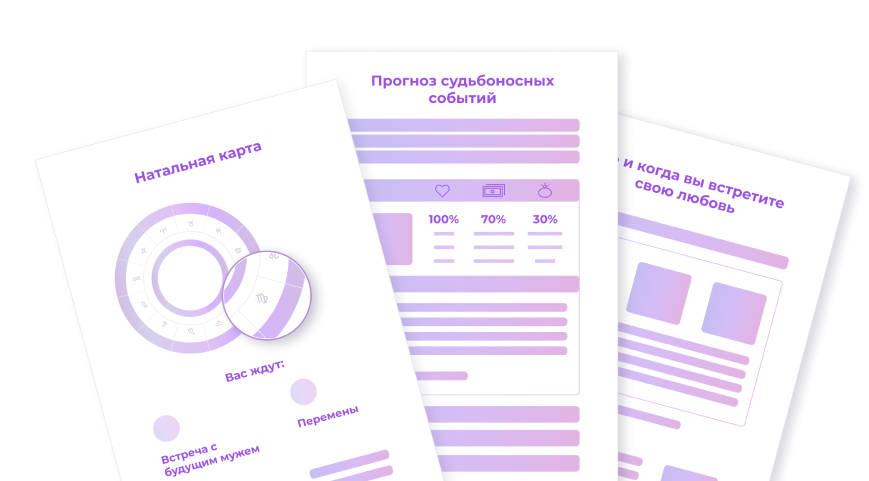 Натальная карта
Вас ждут:
Встреча с
будущим мужем
Перемены
Прогноз судьбоносных
событий
100% 70% 30%
и когда вы встретите
свою любовь